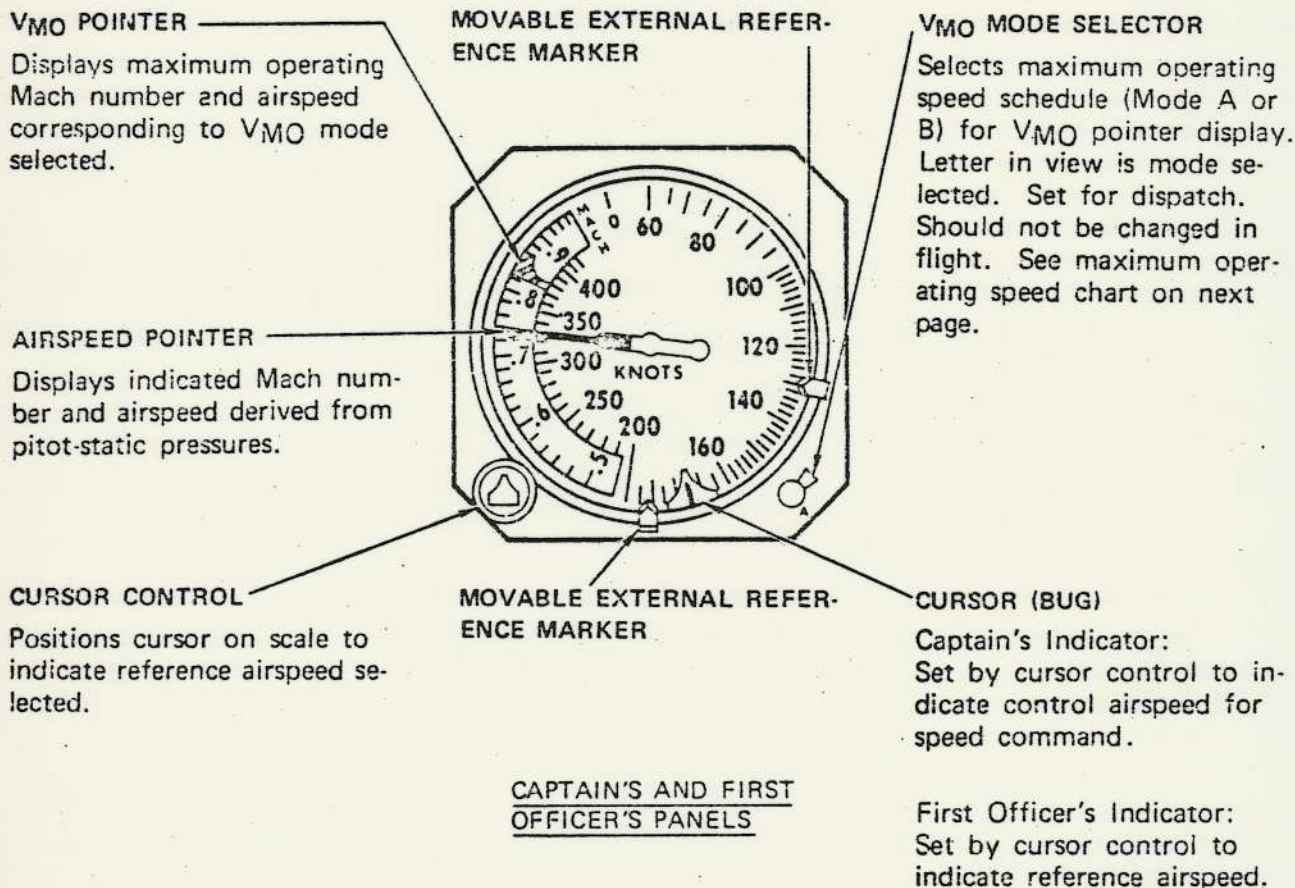 VMO POINTER
Displays maximum operating
Mach number and airspeed
corresponding to VMO mode
selected.
MOVABLE EXTERNAL REFER-
ENCE MARKER
VMO MODE SELECTOR
Selects maximum operating
speed schedule (Mode A or
B) for VMO pointer display.
Letter in view is mode se-
lected. Set for dispatch.
Should not be changed in
flight. See maximum oper-
ating speed chart on next
page.
AIRSPEED POINTER
Displays indicated Mach num-
ber and airspeed derived from
pitot-static pressures.
MACH
0
60
80
100
120
140
160
200
250
300
350
400
KNOTS
.5
.6
.7
.8
.9
A
CURSOR CONTROL
Positions cursor on scale to
indicate reference airspeed se-
lected.
MOVABLE EXTERNAL REFER-
ENCE MARKER
CURSOR (BUG)
Captain's Indicator:
Set by cursor control to in-
dicate control airspeed for
speed command.
First Officer's Indicator:
Set by cursor control to
indicate reference airspeed.
CAPTAIN'S AND FIRST
OFFICER'S PANELS